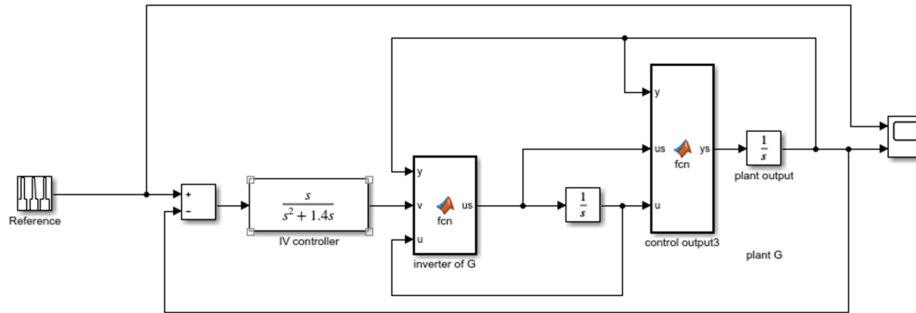 y
y
us
fcn
ys
u
1
s
plant output
control output3
plant G
Reference
+
−
s
s² + 1.4s
IV controller
y
v
fcn
us
u
inverter of G
1
s